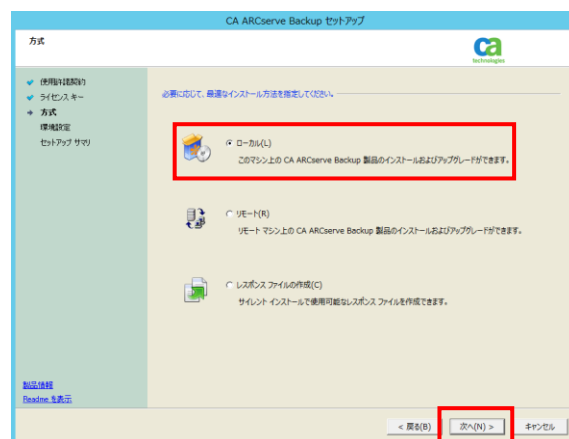 CA ARCserve Backup セットアップ
方式
ca
technologies
使用許諾契約
ライセンス キー
方式
環境設定
セットアップ サマリ
必要に応じて、最適なインストール方法を指定してください。
ローカル(L)
このマシン上の CA ARCserve Backup 製品のインストールおよびアップグレードができます。
リモート(R)
リモート マシン上の CA ARCserve Backup 製品のインストールおよびアップグレードができます。
レスポンス ファイルの作成(C)
サイレント インストールで使用可能なレスポンス ファイルを作成できます。
製品情報
Readme を表示
< 戻る(B)
次へ(N) >
キャンセル